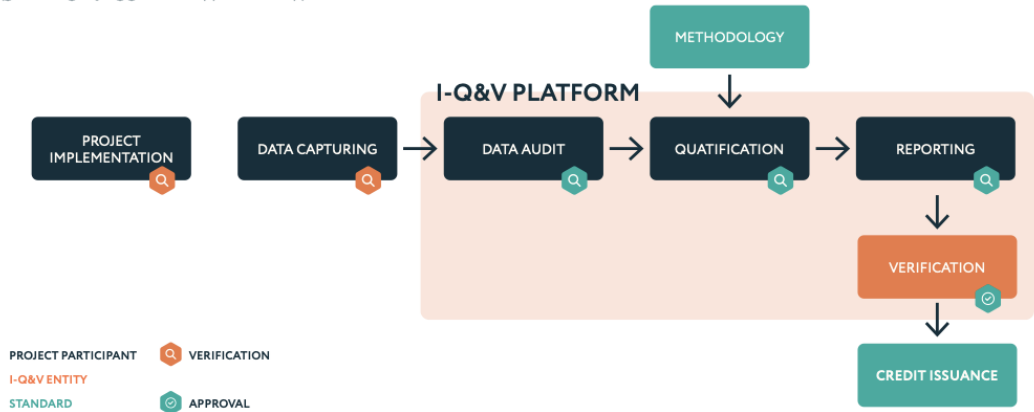 METHODOLOGY
I-Q&V PLATFORM
PROJECT
IMPLEMENTATION
DATA CAPTURING
DATA AUDIT
QUATIFICATION
REPORTING
VERIFICATION
CREDIT ISSUANCE
PROJECT PARTICIPANT
VERIFICATION
I-Q&V ENTITY
STANDARD
APPROVAL